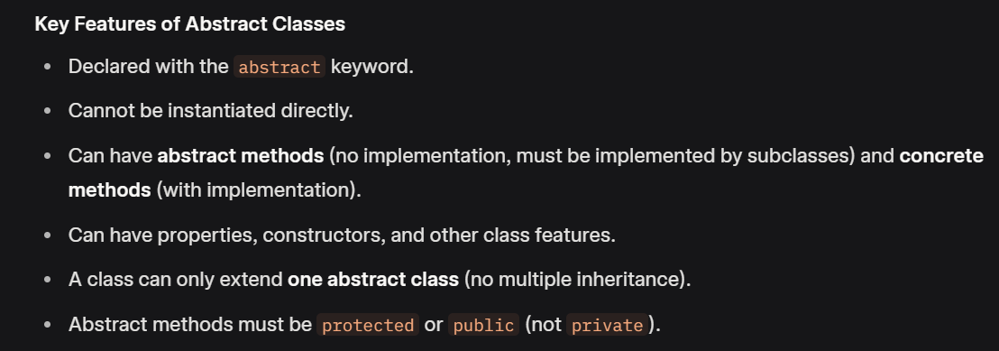 Key Features of Abstract Classes
• Declared with the abstract keyword.
• Cannot be instantiated directly.
• Can have abstract methods (no implementation, must be implemented by subclasses) and concrete
methods (with implementation).
• Can have properties, constructors, and other class features.
• A class can only extend one abstract class (no multiple inheritance).
• Abstract methods must be protected or public (not private).